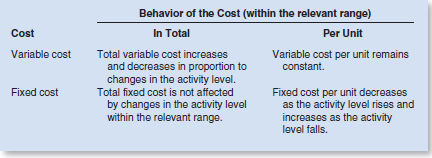 Behavior of the Cost (within the relevant range)
Cost In Total Per Unit
Variable cost Total variable cost increases Variable cost per unit remains
and decreases in proportion to constant.
changes in the activity level.
Fixed cost Total fixed cost is not affected Fixed cost per unit decreases
by changes in the activity level as the activity level rises and
within the relevant range. increases as the activity
level falls.